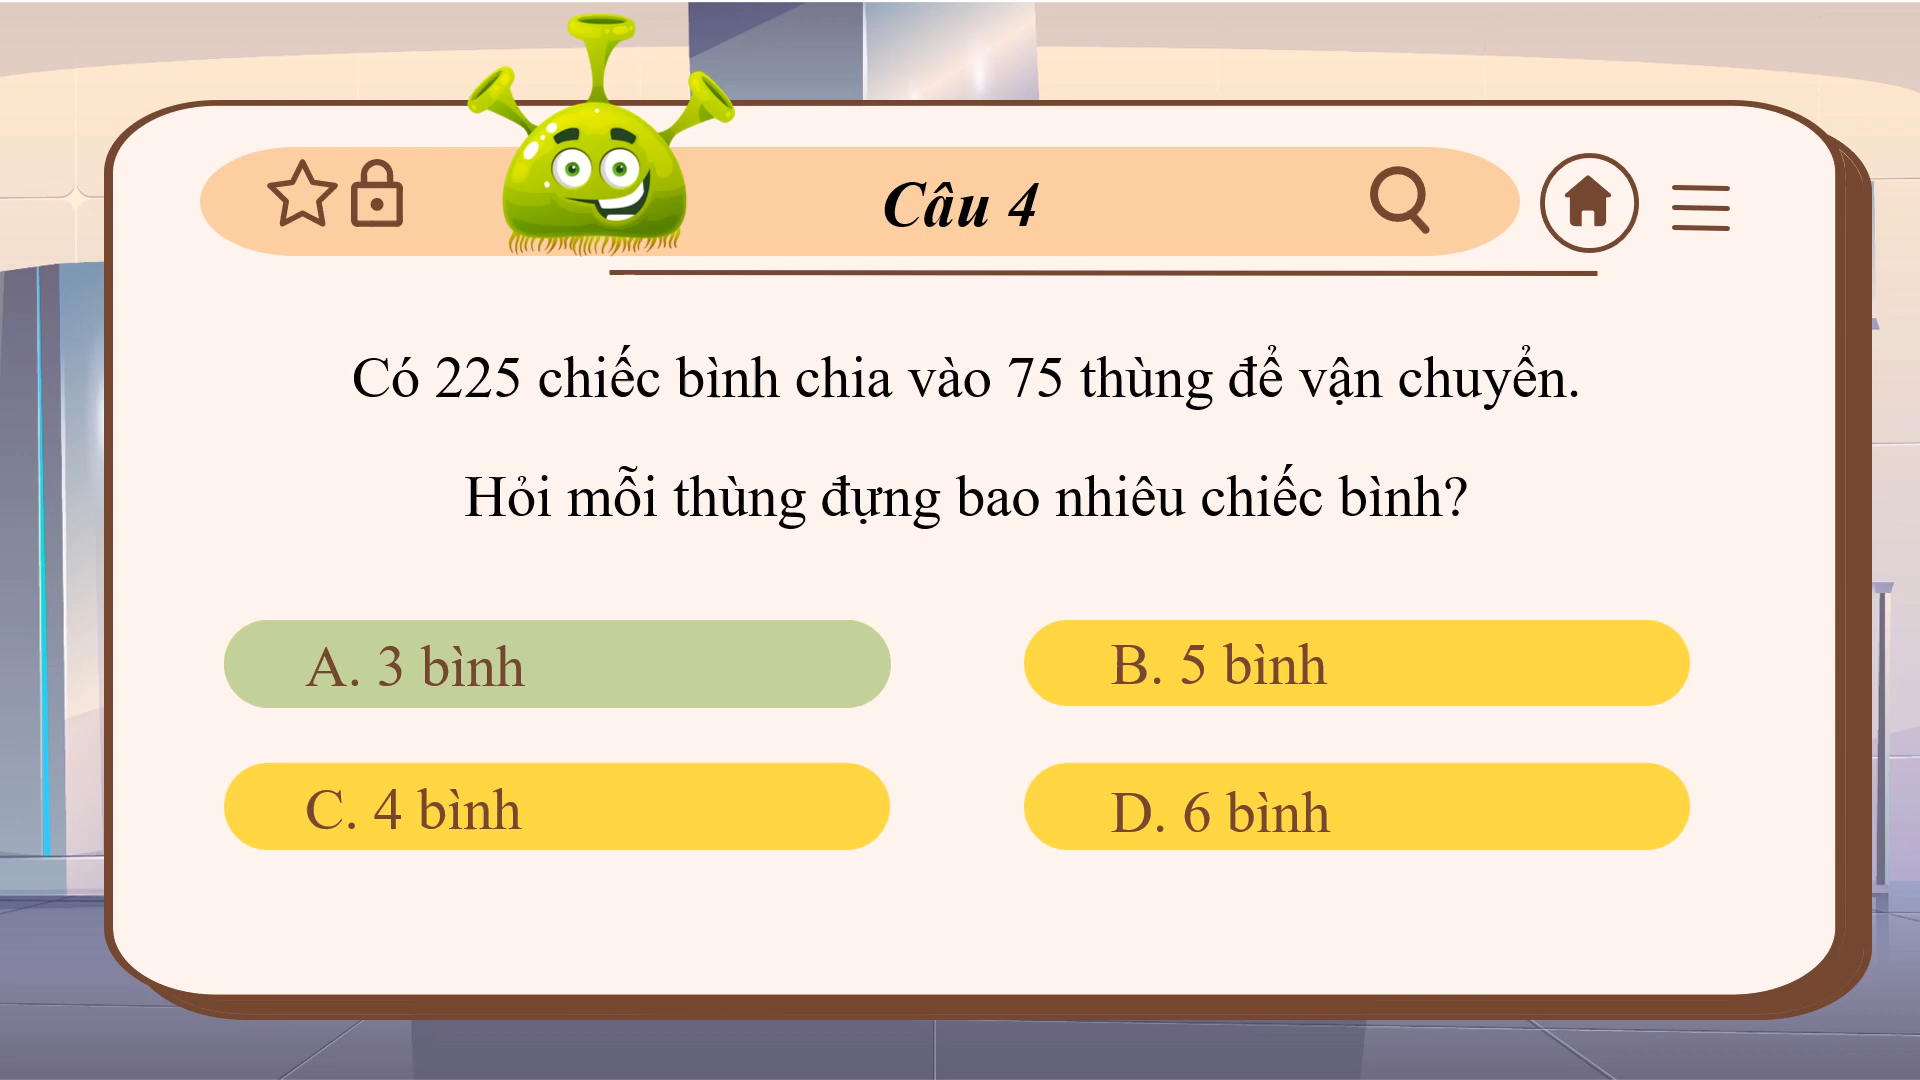 Câu 4
Có 225 chiếc bình chia vào 75 thùng để vận chuyển.
Hỏi mỗi thùng đựng bao nhiêu chiếc bình?
A. 3 bình
B. 5 bình
C. 4 bình
D. 6 bình